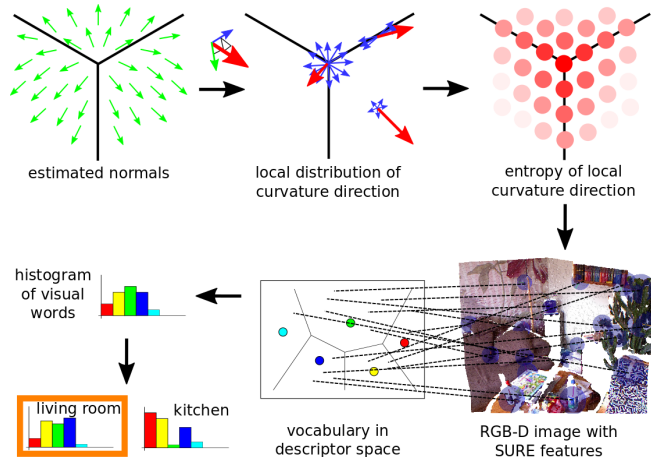 estimated normals
local distribution of
curvature direction
entropy of local
curvature direction
histogram
of visual
words
living room
kitchen
vocabulary in
descriptor space
RGB-D image with
SURE features